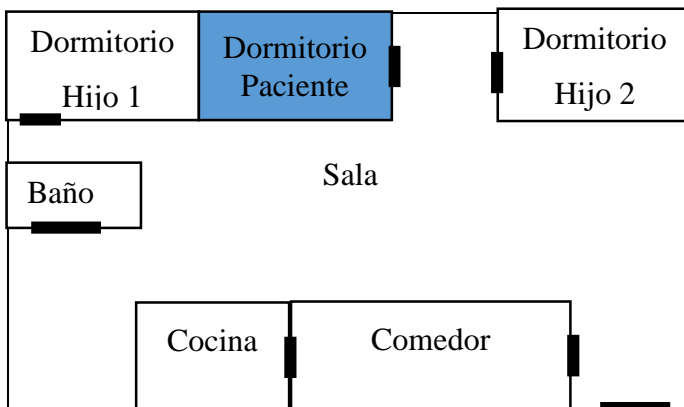 Dormitorio
Hijo 1
Dormitorio
Paciente
Dormitorio
Hijo 2
Sala
Baño
Cocina
Comedor